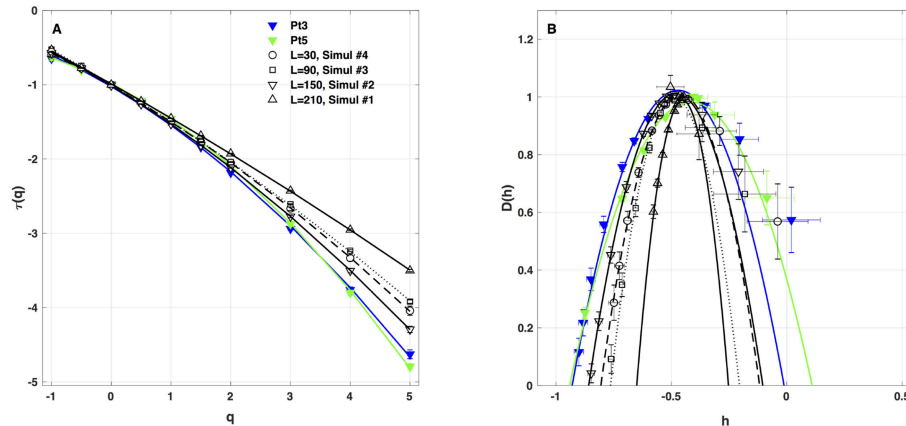 A
0
-1
-2
-3
-4
-5
τ(q)
-1
0
1
2
3
4
5
q
Pt3
Pt5
L=30, Simul #4
L=90, Simul #3
L=150, Simul #2
L=210, Simul #1
B
1.2
1
0.8
0.6
0.4
0.2
0
D(h)
-1
-0.5
0
0.5
h